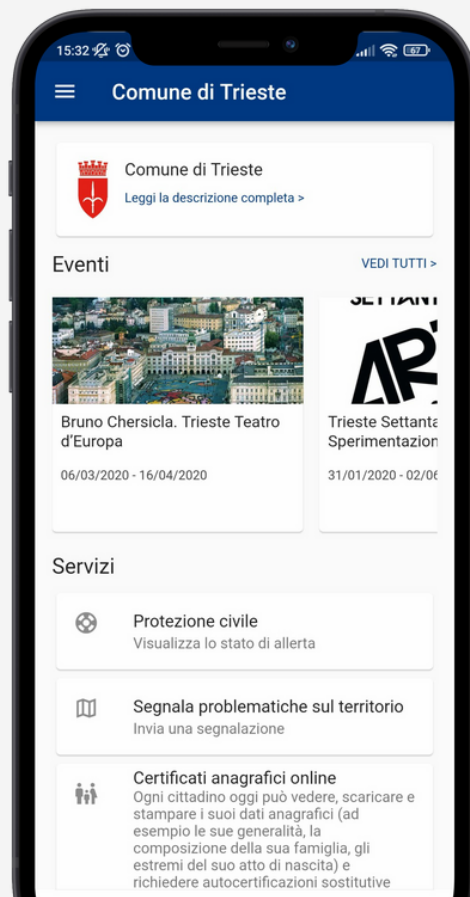 15:32
67
Comune di Trieste
Comune di Trieste
Leggi la descrizione completa >
Eventi
VEDI TUTTI >
Bruno Chersicla. Trieste Teatro
d'Europa
06/03/2020 - 16/04/2020
AR
Trieste Settanta
Sperimentazion
31/01/2020 - 02/06
Servizi
Protezione civile
Visualizza lo stato di allerta
Segnala problematiche sul territorio
Invia una segnalazione
Certificati anagrafici online
Ogni cittadino oggi può vedere, scaricare e
stampare i suoi dati anagrafici (ad
esempio le sue generalità, la
composizione della sua famiglia, gli
estremi del suo atto di nascita) e
richiedere autocertificazioni sostitutive